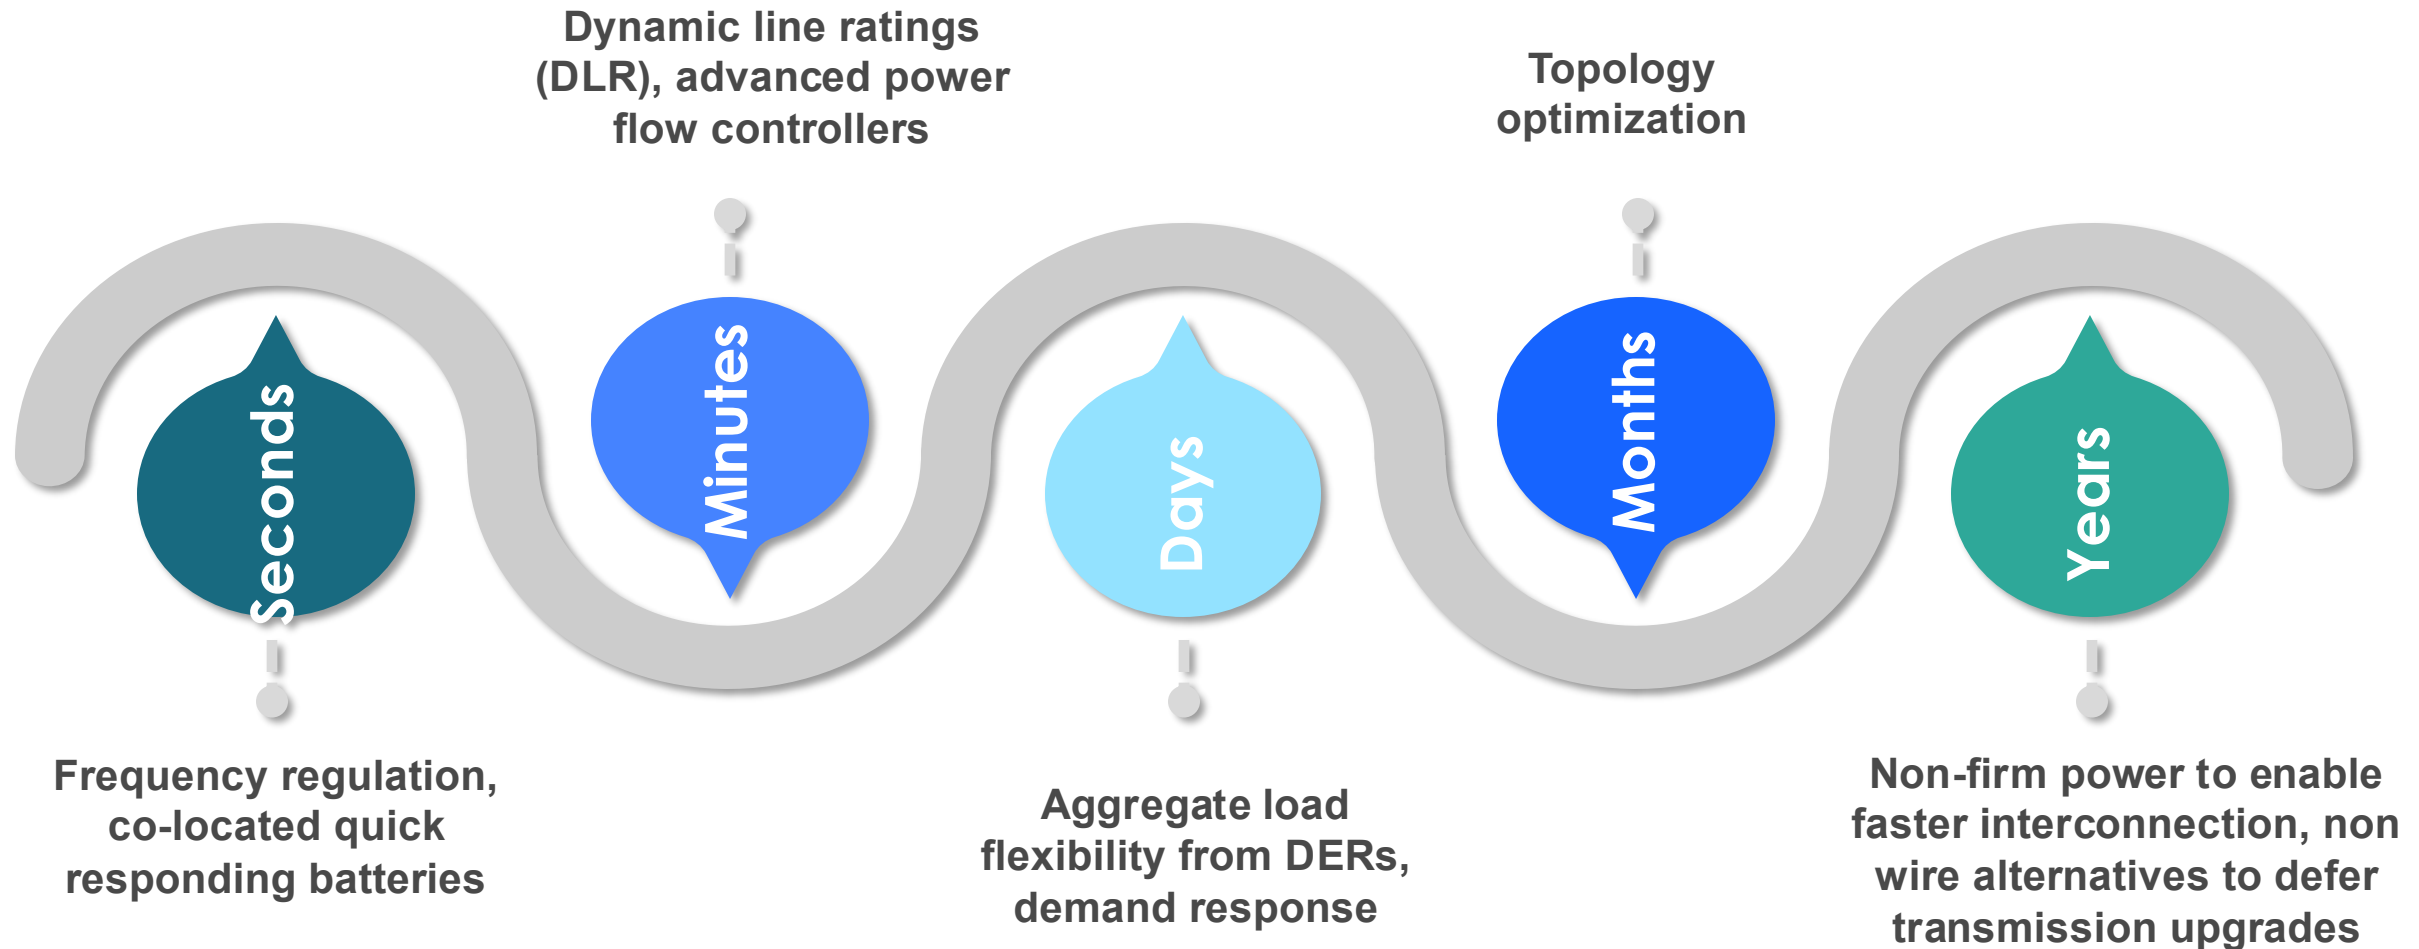 Dynamic line ratings
(DLR), advanced power
flow controllers
Topology
optimization
Seconds
Minutes
Days
Months
Years
Frequency regulation,
co-located quick
responding batteries
Aggregate load
flexibility from DERs,
demand response
Non-firm power to enable
faster interconnection, non
wire alternatives to defer
transmission upgrades